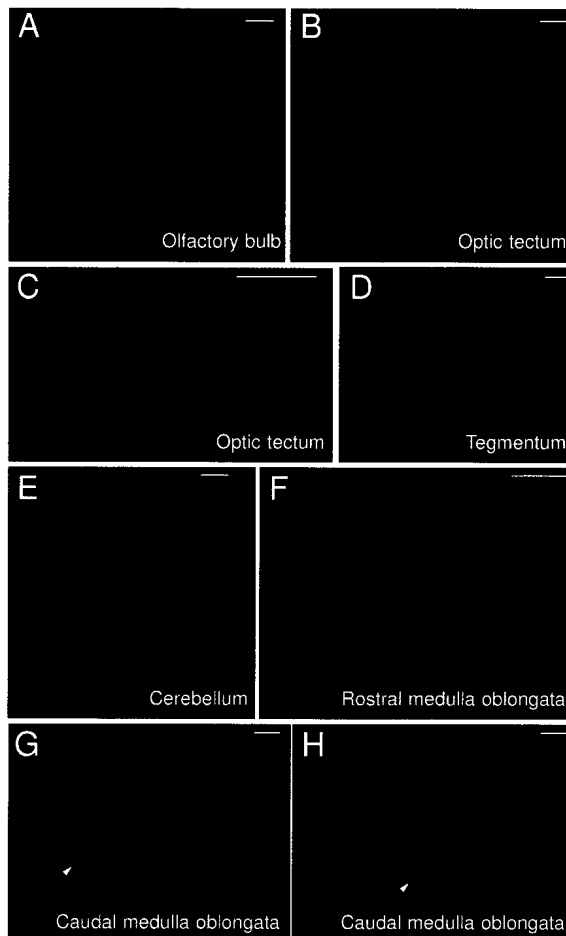 A
B
Olfactory bulb
Optic tectum
C
D
Optic tectum
Tegmentum
E
F
Cerebellum
Rostral medulla oblongata
G
H
Caudal medulla oblongata
Caudal medulla oblongata